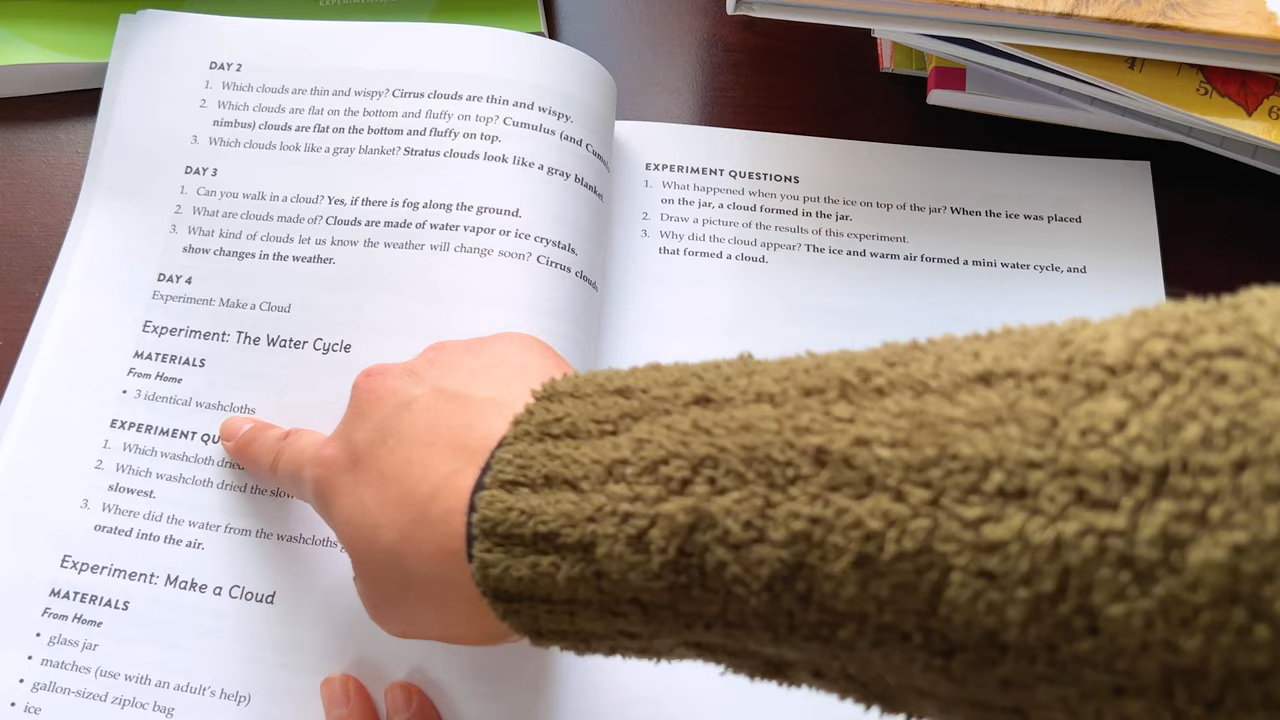 EXPERIMENT
DAY 2
1. Which clouds are thin and wispy? Cirrus clouds are thin and wispy.
2. Which clouds are flat on the bottom and fluffy on top? Cumulus (and Cumu
nimbus) clouds are flat on the bottom and fluffy on top.
3. Which clouds look like a gray blanket? Stratus clouds look like a gray blanket.
DAY 3
1. Can you walk in a cloud? Yes, if there is fog along the ground.
2. What are clouds made of? Clouds are made of water vapor or ice crystals.
3. What kind of clouds let us know the weather will change soon? Cirrus clouds
show changes in the weather.
DAY 4
Experiment: Make a Cloud
Experiment: The Water Cycle
MATERIALS
From Home
• 3 identical washcloths
EXPERIMENT QU
1. Which washcloth dried
2. Which washcloth dried the slow
slowest.
3. Where did the water from the washcloths
orated into the air.
Experiment: Make a Cloud
MATERIALS
From Home
• glass jar
• matches (use with an adult's help)
• gallon-sized ziploc bag
• ice
EXPERIMENT QUESTIONS
1. What happened when you put the ice on top of the jar? When the ice was placed
on the jar, a cloud formed in the jar.
2. Draw a picture of the results of this experiment.
3. Why did the cloud appear? The ice and warm air formed a mini water cycle, and
that formed a cloud.
4
5
6